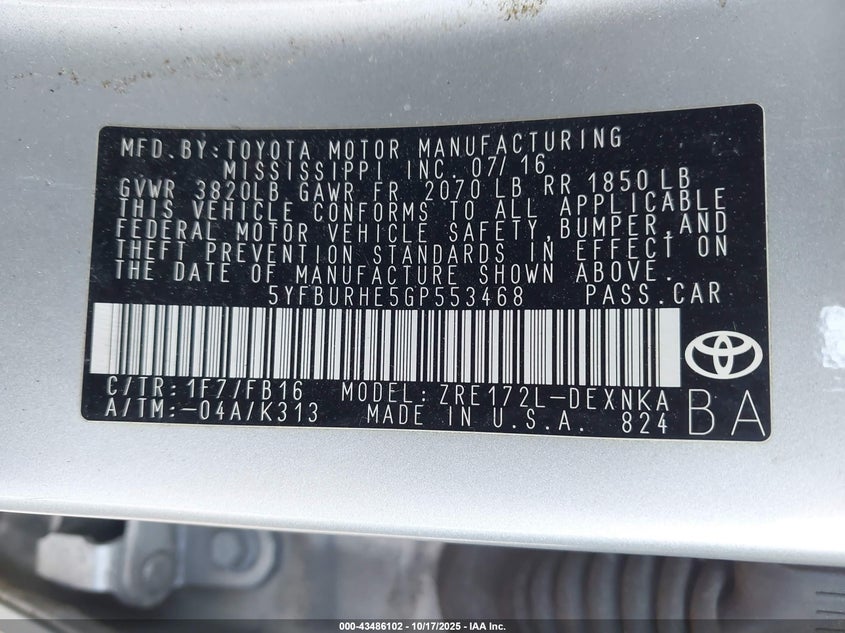 MFD.BY:TOYOTA MOTOR MANUFACTURING
MISSISSIPPI INC. 07/16
GVWR 3820LB GAWR FR 2070 LB RR 1850LB
THIS VEHICLE CONFORMS TO ALL APPLICABLE
FEDERAL MOTOR VEHICLE SAFETY,BUMPER,AND
THEFT PREVENTION STANDARDS IN EFFECT ON
THE DATE OF MANUFACTURE SHOWN ABOVE.
5YFBURHE5GP553468 PASS.CAR
C/TR:1F7/FB16 MODEL:ZRE172L-DEXNKA
A/TM:-04A/K313 MADE IN U.S.A. 824
BA
000-43486102 | 10/17/2025 - IAA Inc.